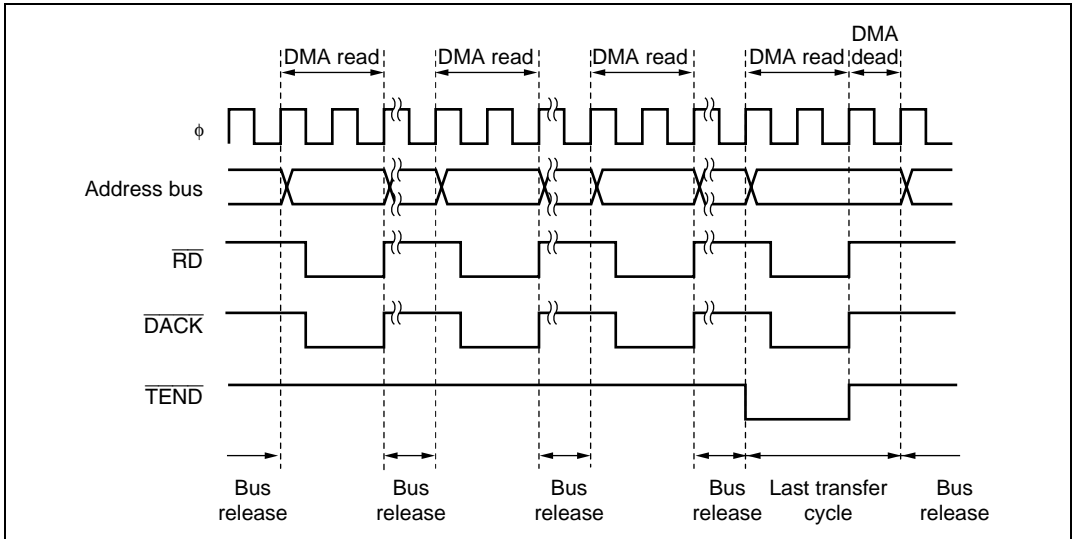 DMA
DMA read DMA read DMA read DMA read dead
φ
Address bus
RD
DACK
TEND
Bus release
Bus release
Bus release
Bus release
Last transfer cycle
Bus release